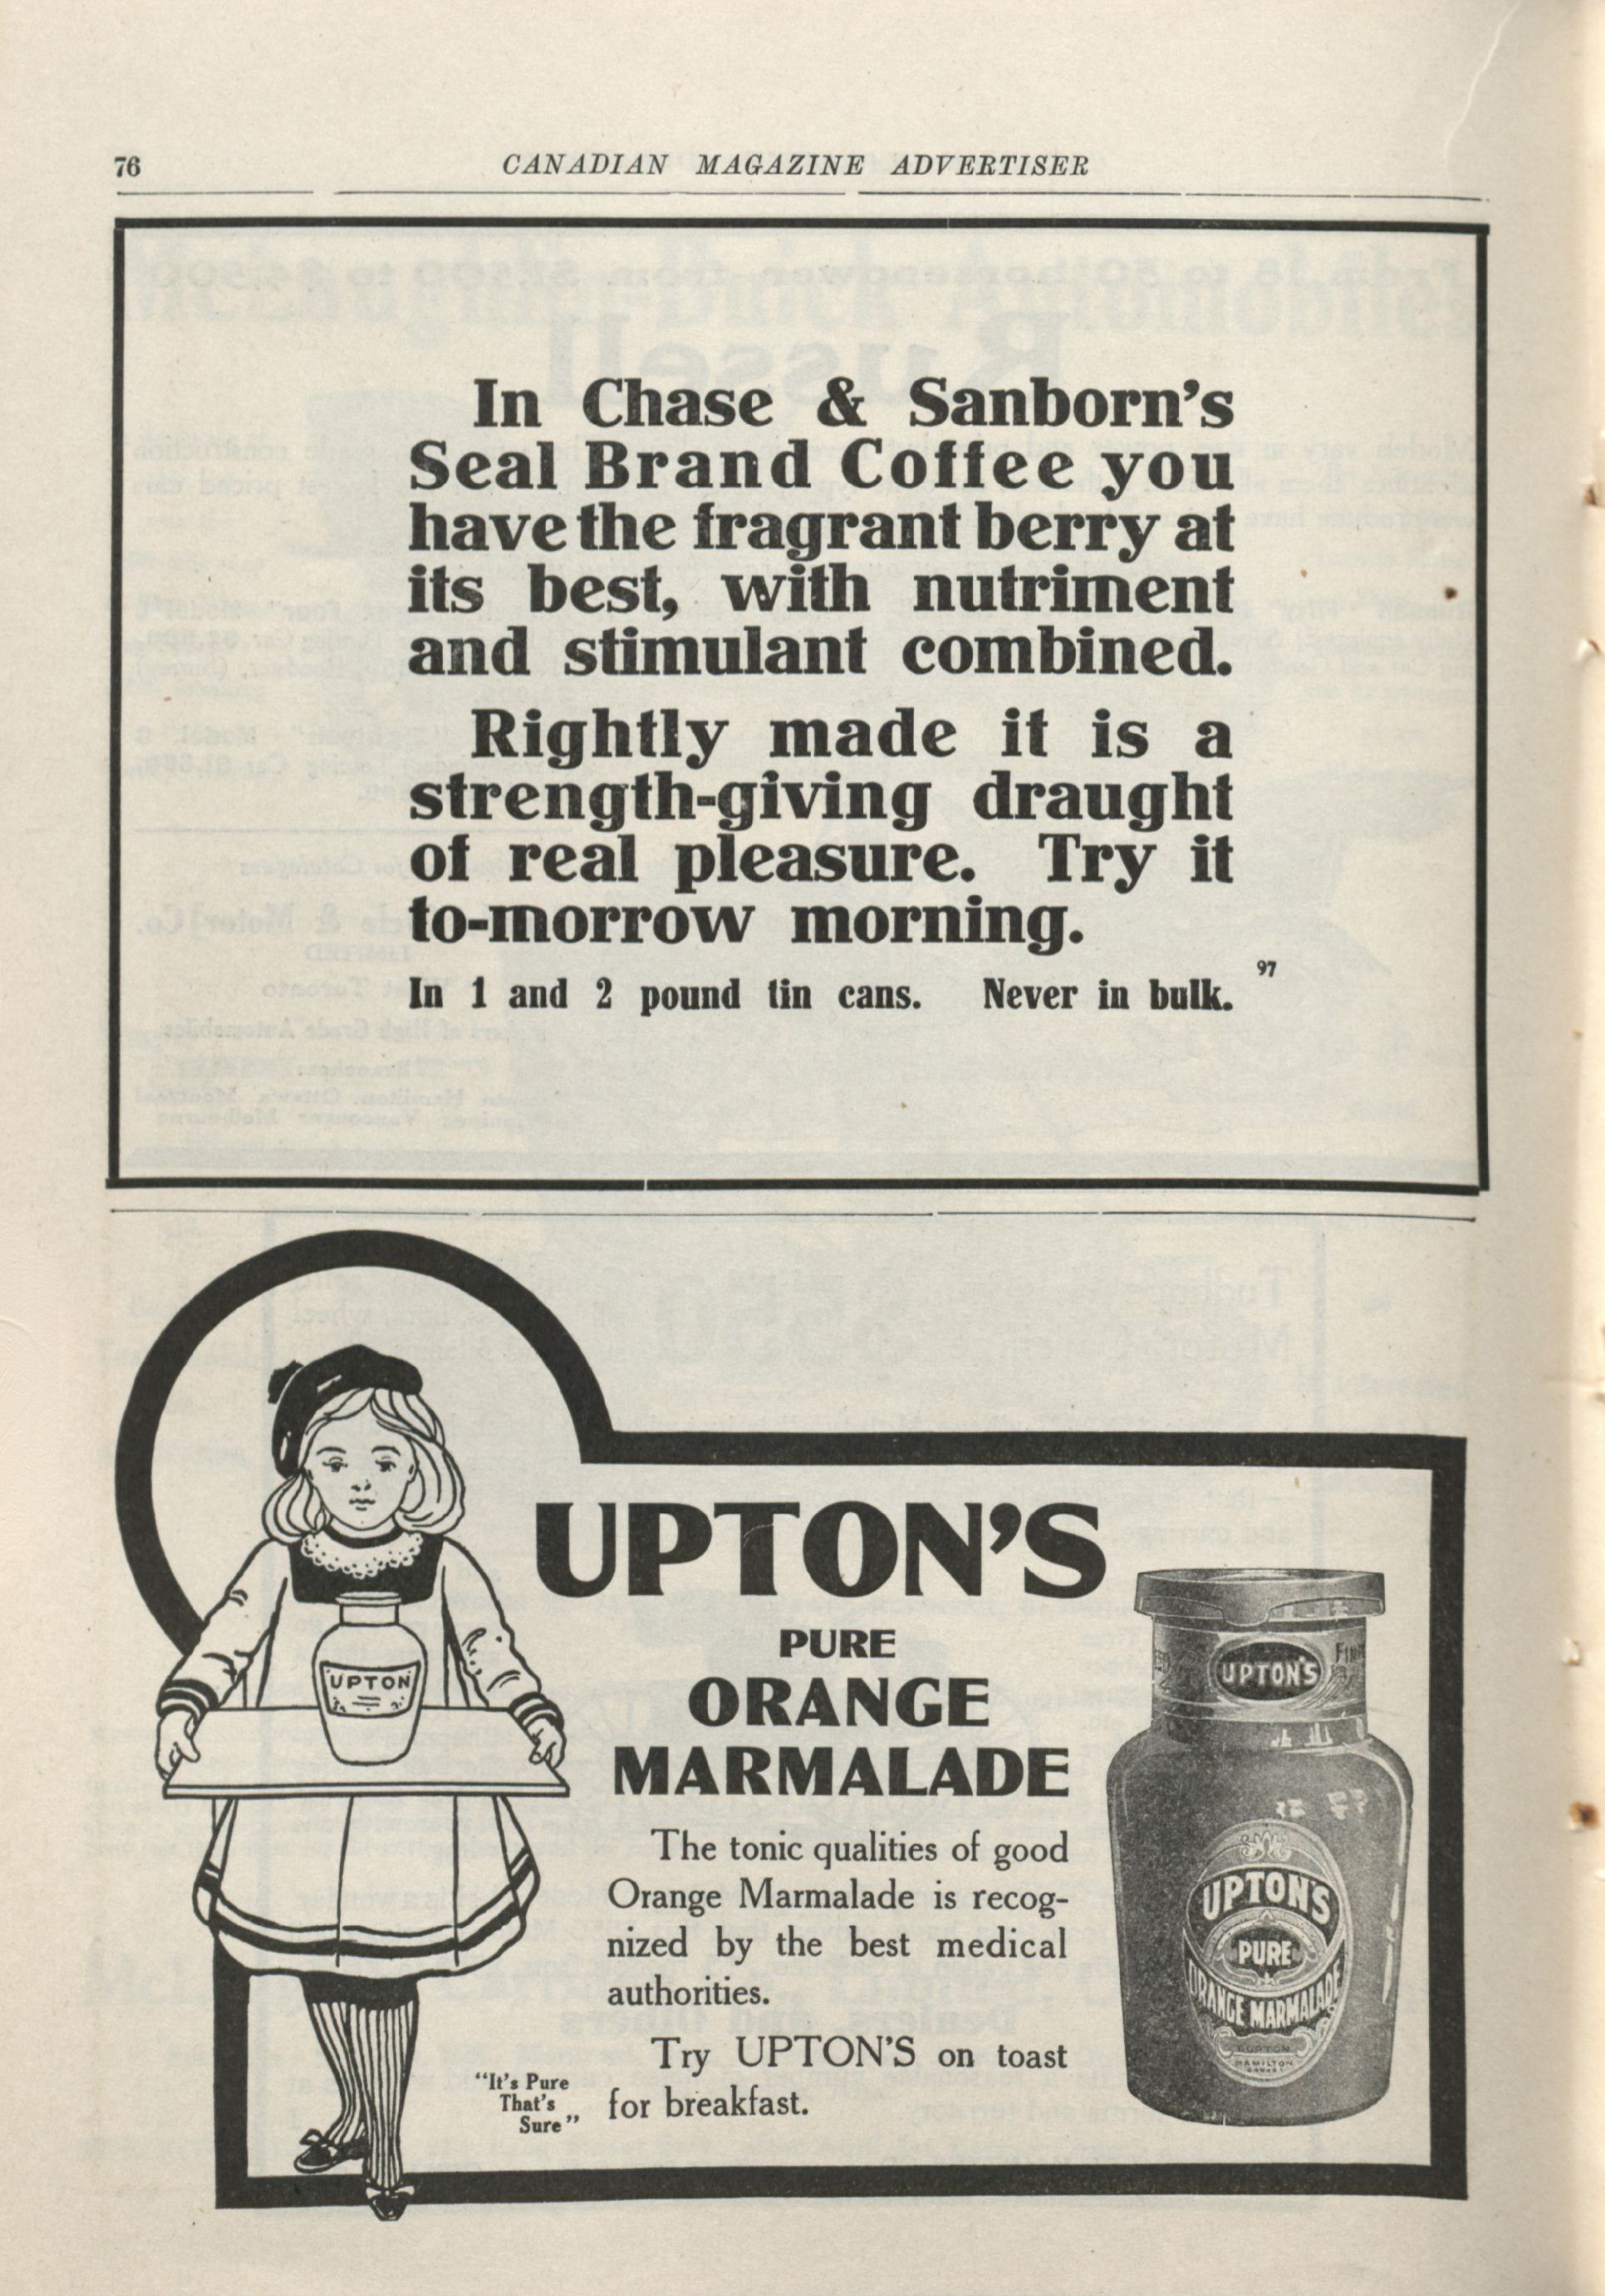 76
CANADIAN MAGAZINE ADVERTISER
In Chase & Sanborn's
Seal Brand Coffee you
have the fragrant berry at
its best, with nutriment
and stimulant combined.
Rightly made it is a
strength-giving draught
of real pleasure. Try it
to-morrow morning.
97
In 1 and 2 pound tin cans. Never in bulk.
UPTON'S
PURE
ORANGE
MARMALADE
The tonic qualities of good
Orange Marmalade is recog-
nized by the best medical
authorities.
Try UPTON'S on toast
for breakfast.
"It's Pure
That's
Sure"
UPTON
UPTON'S
UPTON'S
PURE
ORANGE MARMALADE
HAMILTON